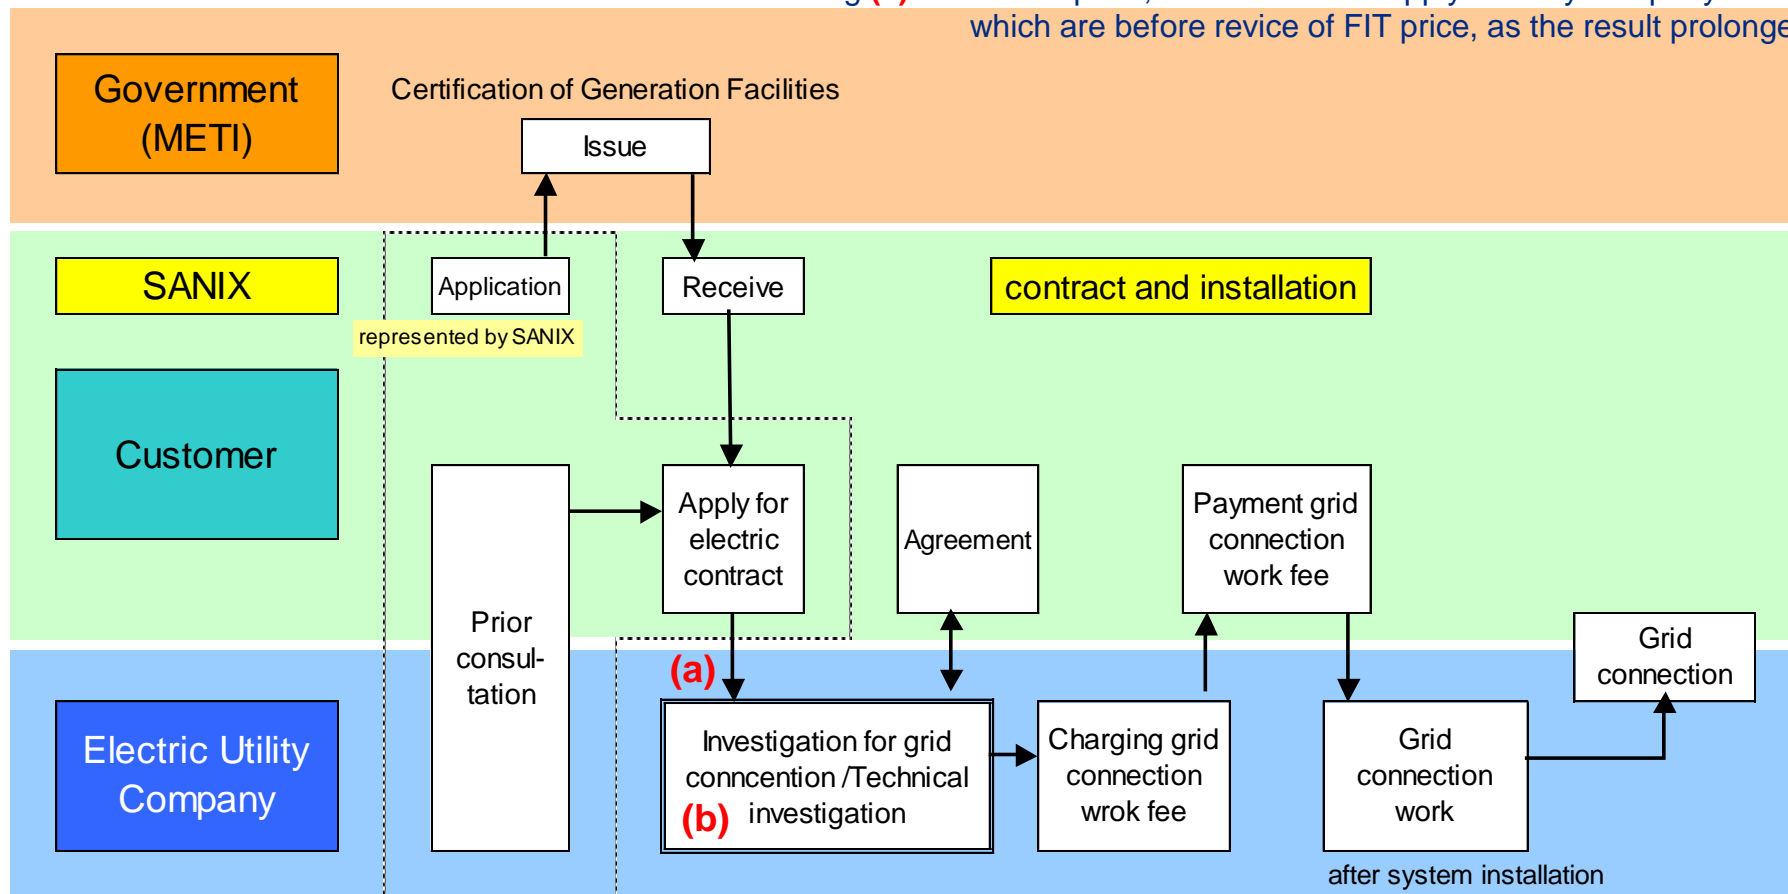 which are before revice of FIT price, as the result prolonge
Government
(METI)
Certification of Generation Facilities
Issue
SANIX
Application
represented by SANIX
Receive
contract and installation
Customer
Prior
consul-
tation
Apply for
electric
contract
Agreement
Payment grid
connection
work fee
Grid
connection
Electric Utility
Company
(a)
Investigation for grid
conncention /Technical
(b) investigation
Charging grid
connection
wrok fee
Grid
connection
work
after system installation